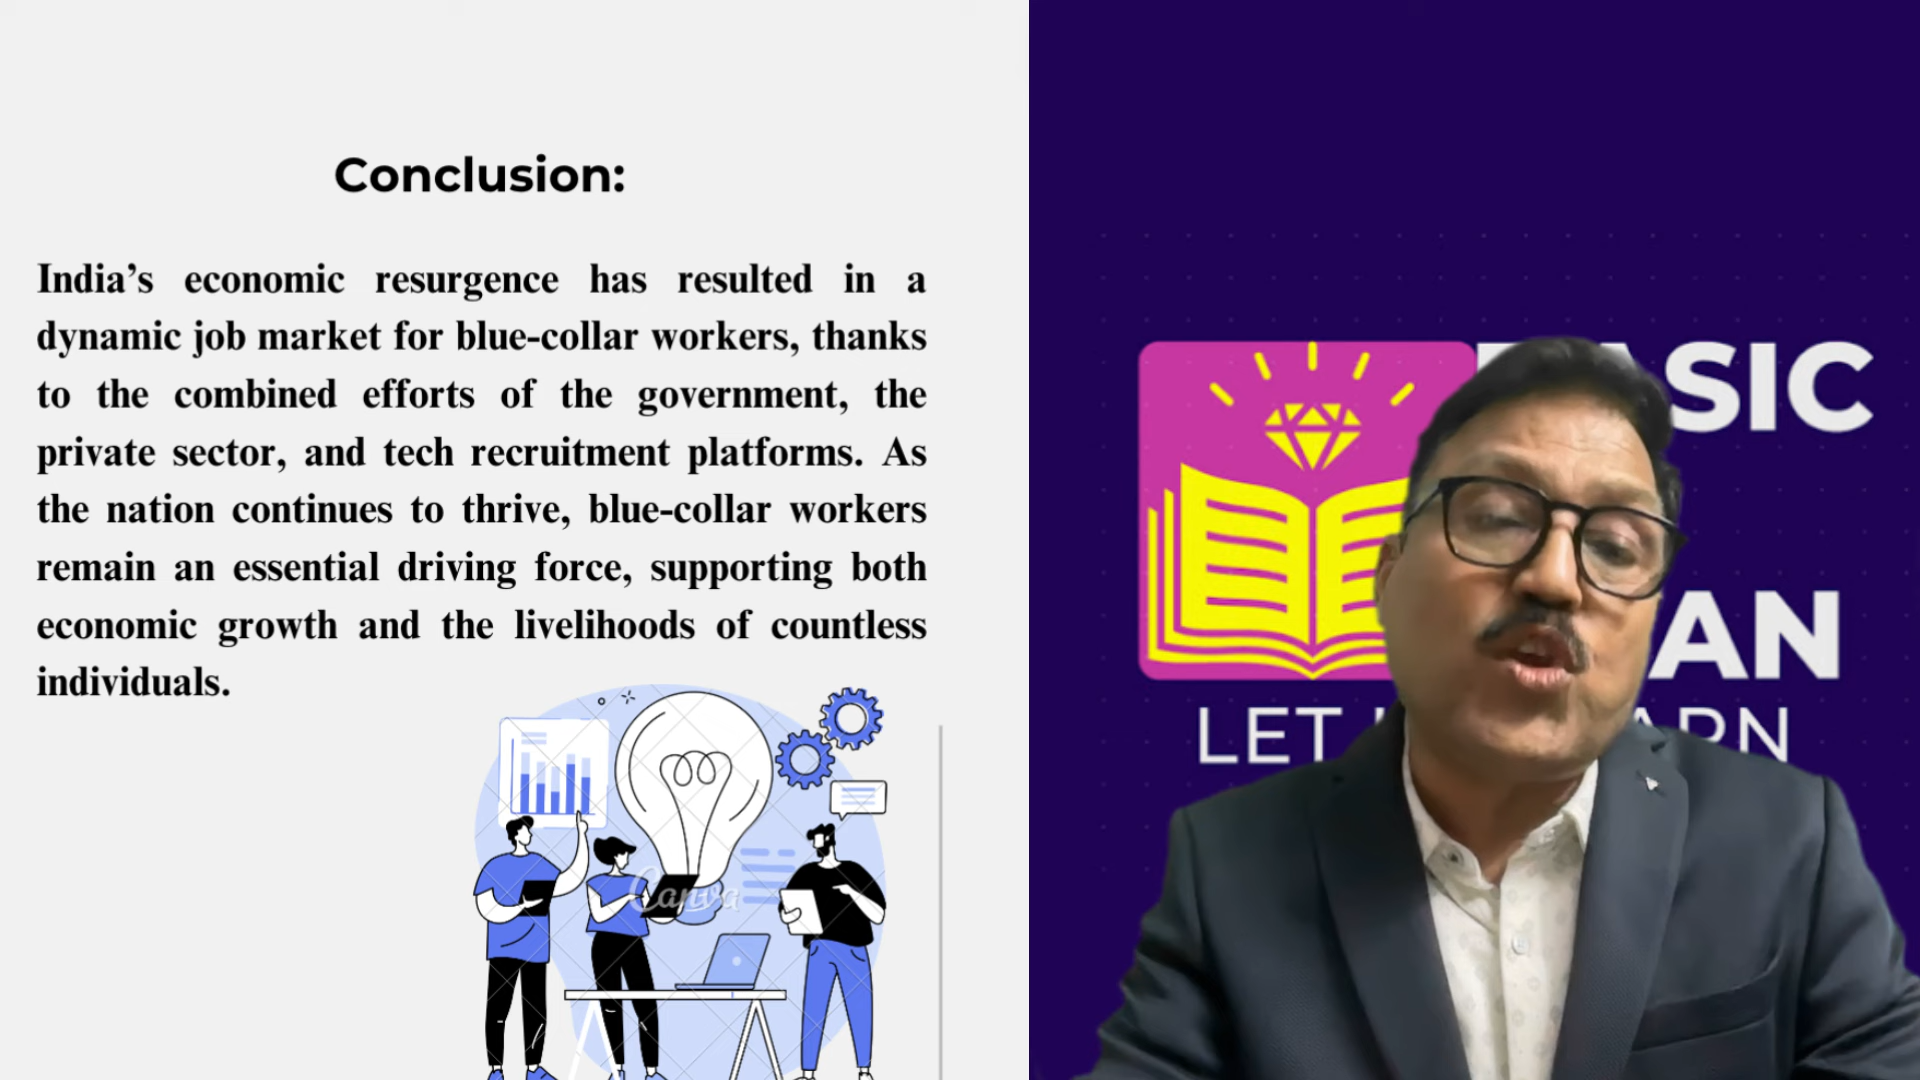 Conclusion:
India’s economic resurgence has resulted in a
dynamic job market for blue-collar workers, thanks
to the combined efforts of the government, the
private sector, and tech recruitment platforms. As
the nation continues to thrive, blue-collar workers
remain an essential driving force, supporting both
economic growth and the livelihoods of countless
individuals.
Canva
LET